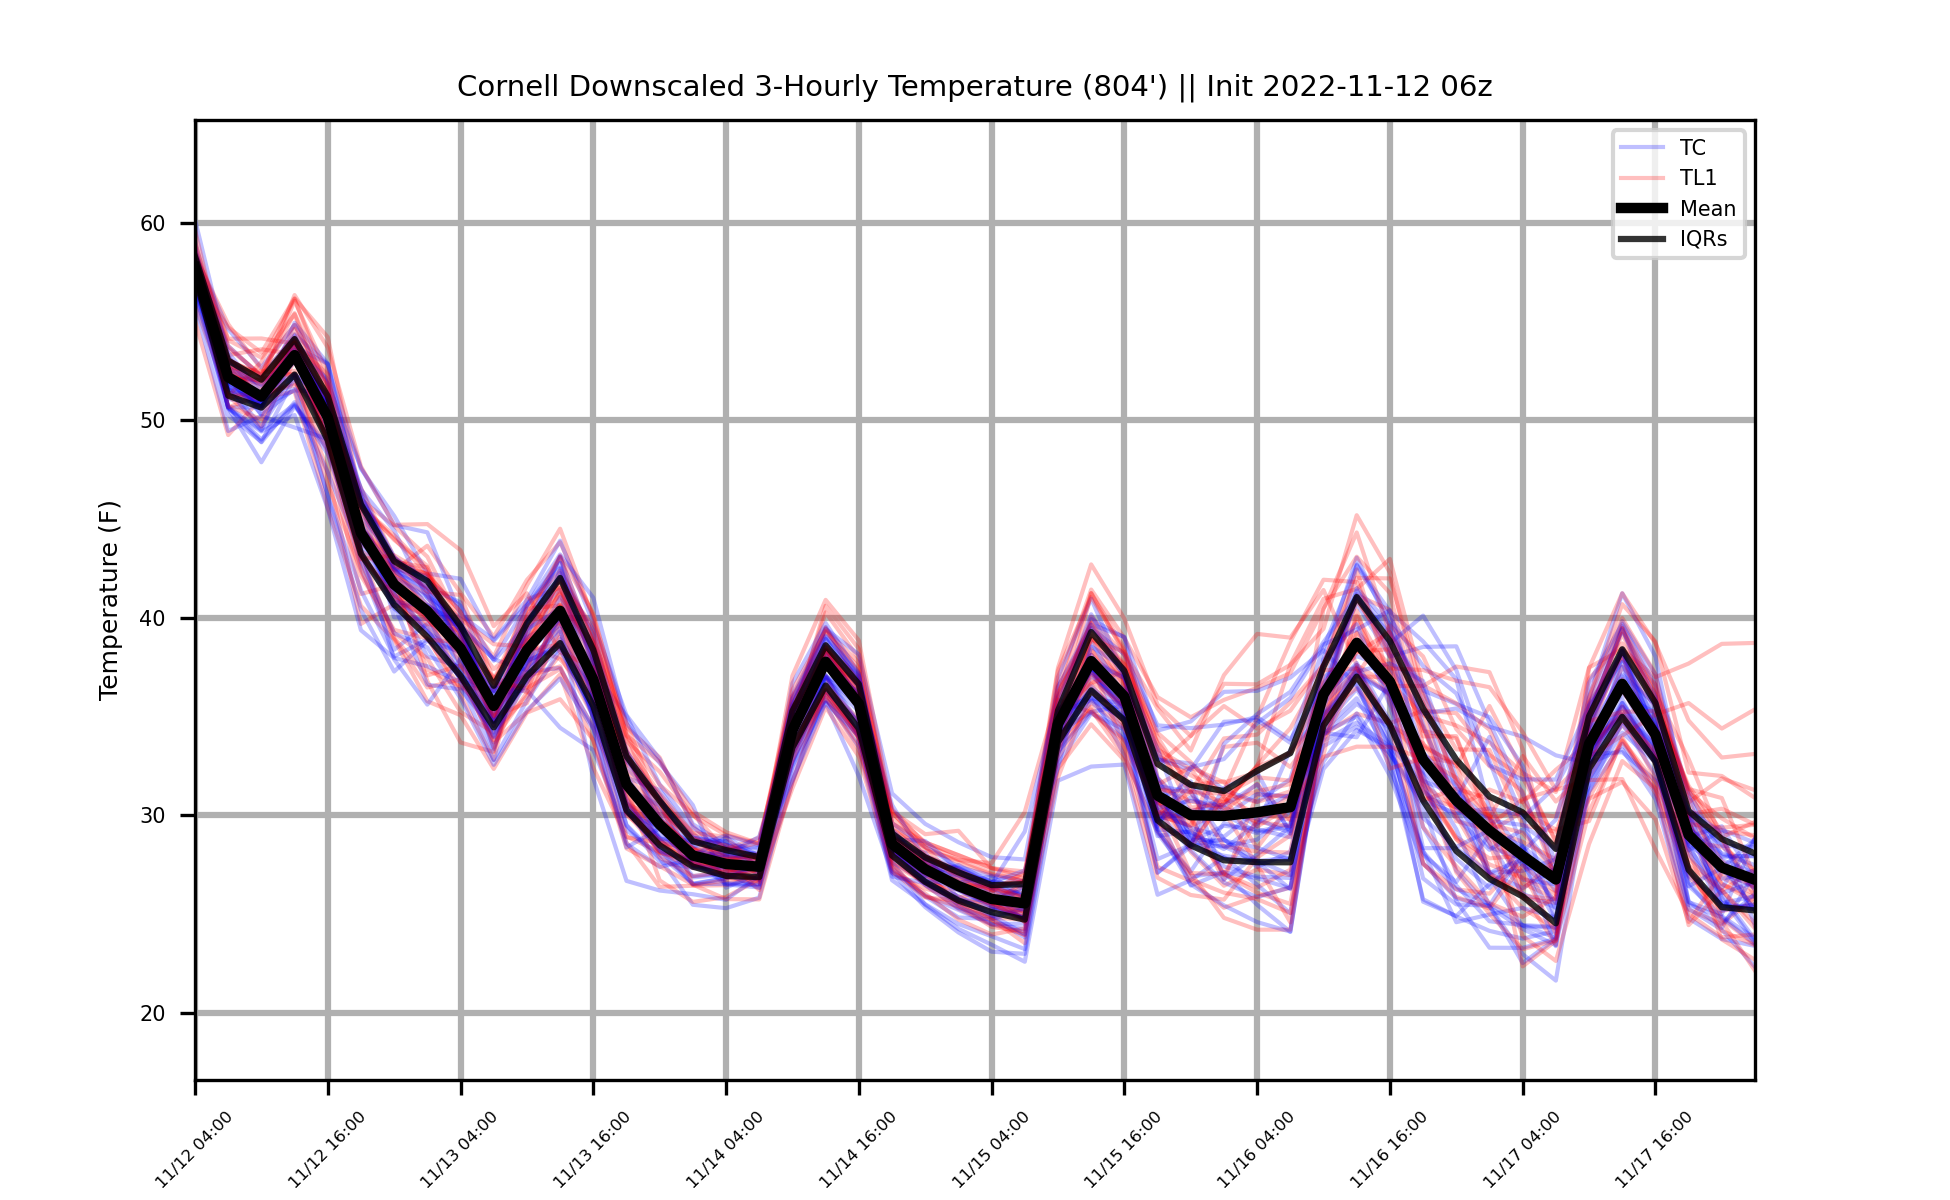 Cornell Downscaled 3-Hourly Temperature (804') || Init 2022-11-12 06z
TC
TL1
Mean
IQRs
Temperature (F)
60
50
40
30
20
11/12 04:00
11/12 16:00
11/13 04:00
11/13 16:00
11/14 04:00
11/14 16:00
11/15 04:00
11/15 16:00
11/16 04:00
11/16 16:00
11/17 04:00
11/17 16:00